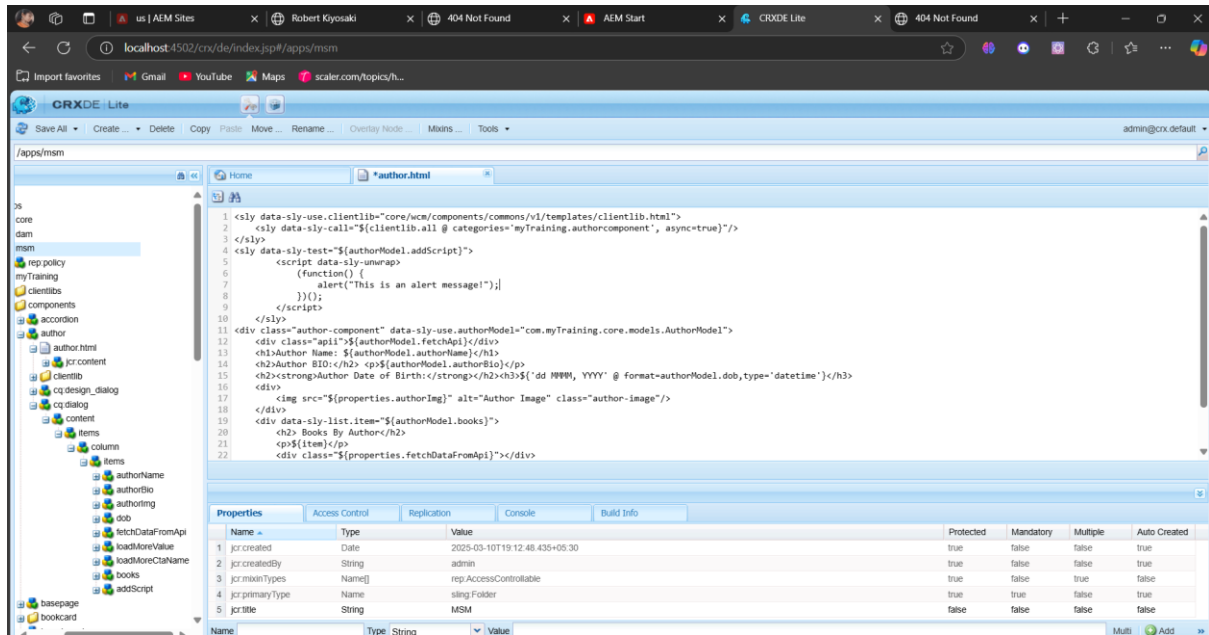 us | AEM Sites
Robert Kiyosaki
404 Not Found
AEM Start
CRXDE Lite
404 Not Found
localhost:4502/crx/de/index.jsp#/apps/msm
Import favorites
Gmail
YouTube
Maps
scaler.com/topics/h...
CRXDE Lite
Save All
Create ...
Delete
Copy
Paste
Move ...
Rename ...
Overlay Node ...
Mixins ...
Tools
admin@crx.default
/apps/msm
Home
*author.html
core
dam
msm
rep:policy
myTraining
clientlibs
components
accordion
author
author.html
jcr:content
clientlib
cq:design_dialog
cq:dialog
content
items
column
items
authorName
authorBio
authorImg
dob
fetchDataFromApi
loadMoreValue
loadMoreCtaName
books
addScript
basepage
bookcard
1 <sly data-sly-use.clientlib="core/wcm/components/commons/v1/templates/clientlib.html">
2 <sly data-sly-call="${clientlib.all @ categories='myTraining.authorcomponent', async=true}"/>
3 </sly>
4 <sly data-sly-test="${authorModel.addScript}">
5 <script data-sly-unwrap>
6 (function() {
7 alert("This is an alert message!");
8 })();
9 </script>
10 </sly>
11 <div class="author-component" data-sly-use.authorModel="com.myTraining.core.models.AuthorModel">
12 <div class="apii">${authorModel.fetchApi}</div>
13 <h1>Author Name: ${authorModel.authorName}</h1>
14 <h2>Author BIO:</h2> <p>${authorModel.authorBio}</p>
15 <h2><strong>Author Date of Birth:</strong></h2><h3>${'dd MMMM, YYYY' @ format=authorModel.dob,type='datetime'}</h3>
16 <div>
17 <img src="${properties.authorImg}" alt="Author Image" class="author-image"/>
18 </div>
19 <div data-sly-list.item="${authorModel.books}">
20 <h2> Books By Author</h2>
21 <p>${item}</p>
22 <div class="${properties.fetchDataFromApi}"></div>
Properties
Access Control
Replication
Console
Build Info
Name Type Value Protected Mandatory Multiple Auto Created
1 jcr:created Date 2025-03-10T19:12:48.435+05:30 true false false true
2 jcr:createdBy String admin true false false true
3 jcr:mixinTypes Name[] rep:AccessControllable true false true false
4 jcr:primaryType Name sling:Folder true true false true
5 jcr:title String MSM false false false false
Name Type String Value Multi Add